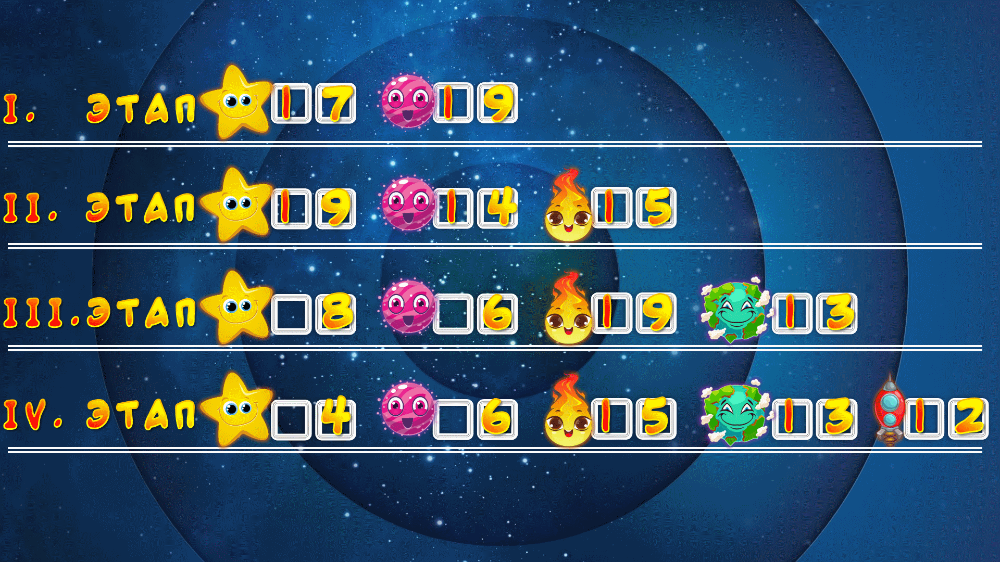 I. ЭТАП 17 19
II. ЭТАП 19 14 15
III. ЭТАП 8 6 19 13
IV. ЭТАП 4 6 15 13 12